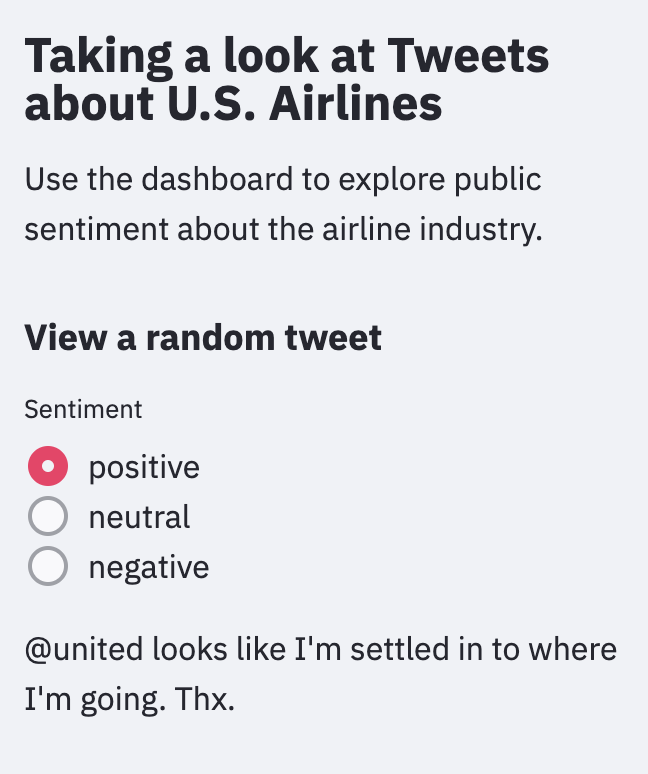 Taking a look at Tweets
about U.S. Airlines
Use the dashboard to explore public
sentiment about the airline industry.
View a random tweet
Sentiment
positive
neutral
negative
@united looks like I'm settled in to where
I'm going. Thx.